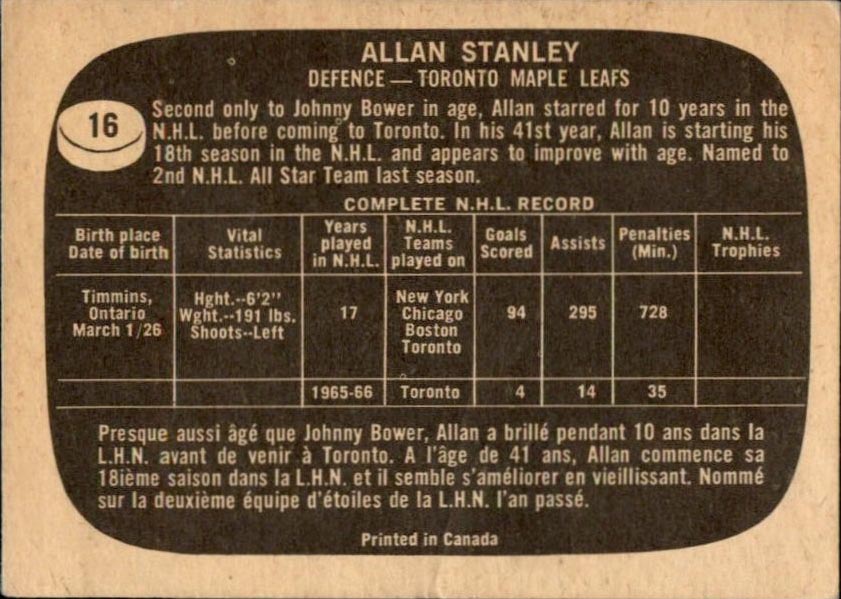 ALLAN STANLEY
DEFENCE — TORONTO MAPLE LEAFS
16
Second only to Johnny Bower in age, Allan starred for 10 years in the
N.H.L. before coming to Toronto. In his 41st year, Allan is starting his
18th season in the N.H.L. and appears to improve with age. Named to
2nd N.H.L. All Star Team last season.
COMPLETE N.H.L. RECORD
Birth place Date of birth | Vital Statistics | Years played in N.H.L. | N.H.L. Teams played on | Goals Scored | Assists | Penalties (Min.) | N.H.L. Trophies
Timmins, Ontario March 1/26 | Hght.--6'2" Wght.--191 lbs. Shoots--Left | 17 | New York Chicago Boston Toronto | 94 | 295 | 728
1965-66 | Toronto | 4 | 14 | 35
Presque aussi âgé que Johnny Bower, Allan a brillé pendant 10 ans dans la
L.H.N. avant de venir à Toronto. A l'âge de 41 ans, Allan commence sa
18ième saison dans la L.H.N. et il semble s'améliorer en vieillissant. Nommé
sur la deuxième équipe d'étoiles de la L.H.N. l'an passé.
Printed in Canada